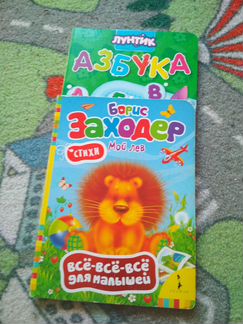 ЛУНТИК
АЗБУКА
В
Борис
Заходер
Мой лев
СТИХИ
ВСЁ-ВСЁ-ВСЁ
ДЛЯ МАЛЫШЕЙ